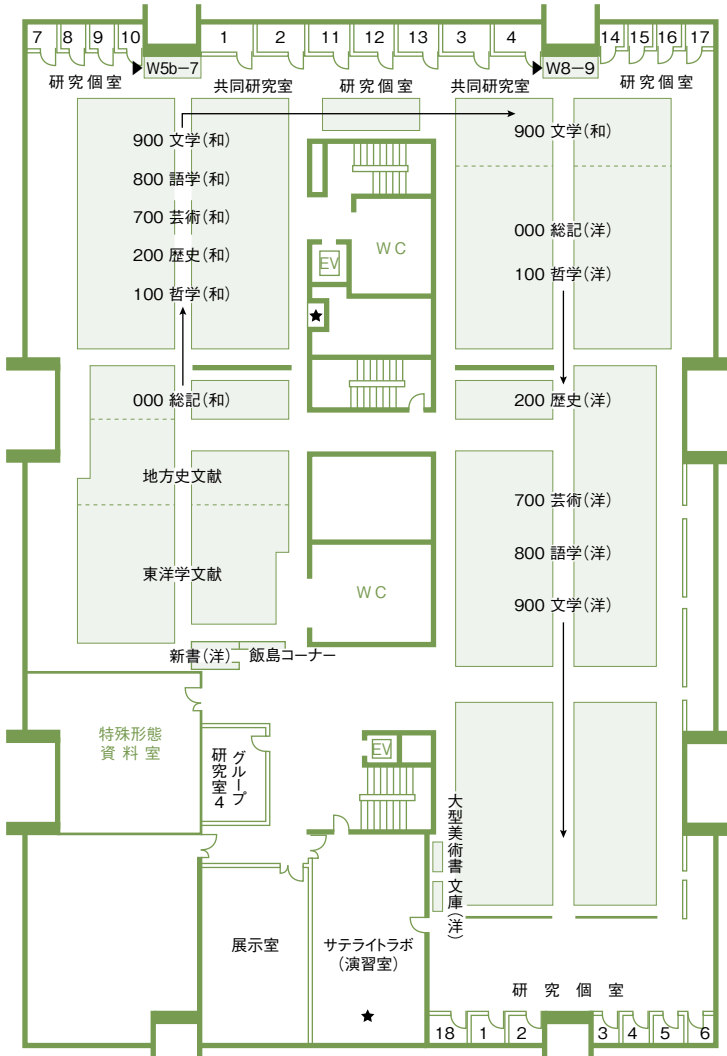 7 8 9 10 1 2 11 12 13 3 4 14 15 16 17
W5b−7
W8−9
研究個室
共同研究室
研究個室
共同研究室
研究個室
900 文学(和)
800 語学(和)
700 芸術(和)
200 歴史(和)
100 哲学(和)
000 総記(和)
地方史文献
東洋学文献
新書(洋)
飯島コーナー
WC
EV
★
WC
900 文学(和)
000 総記(洋)
100 哲学(洋)
200 歴史(洋)
700 芸術(洋)
800 語学(洋)
900 文学(洋)
特殊形態
資料室
グループ
研究室4
EV
大型美術書
文庫(洋)
展示室
サテライトラボ
(演習室)
★
研究個室
18 1 2 3 4 5 6